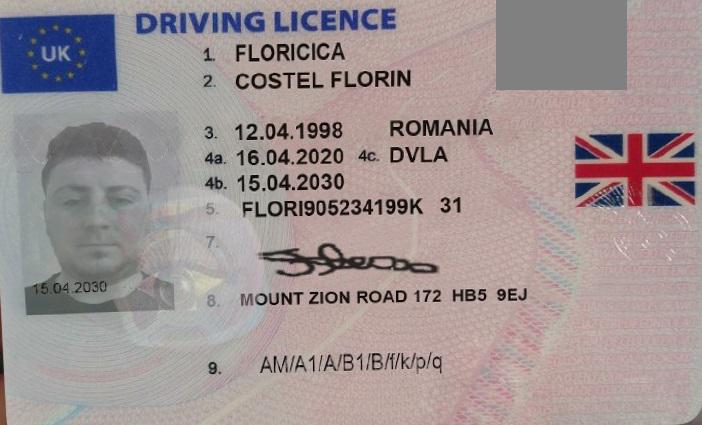 DRIVING LICENCE
UK
1. FLORICICA
2. COSTEL FLORIN
3. 12.04.1998 ROMANIA
4a. 16.04.2020 4c. DVLA
4b. 15.04.2030
5. FLORI905234199K 31
7.
15.04.2030
8. MOUNT ZION ROAD 172 HB5 9EJ
9. AM/A1/A/B1/B/f/k/p/q